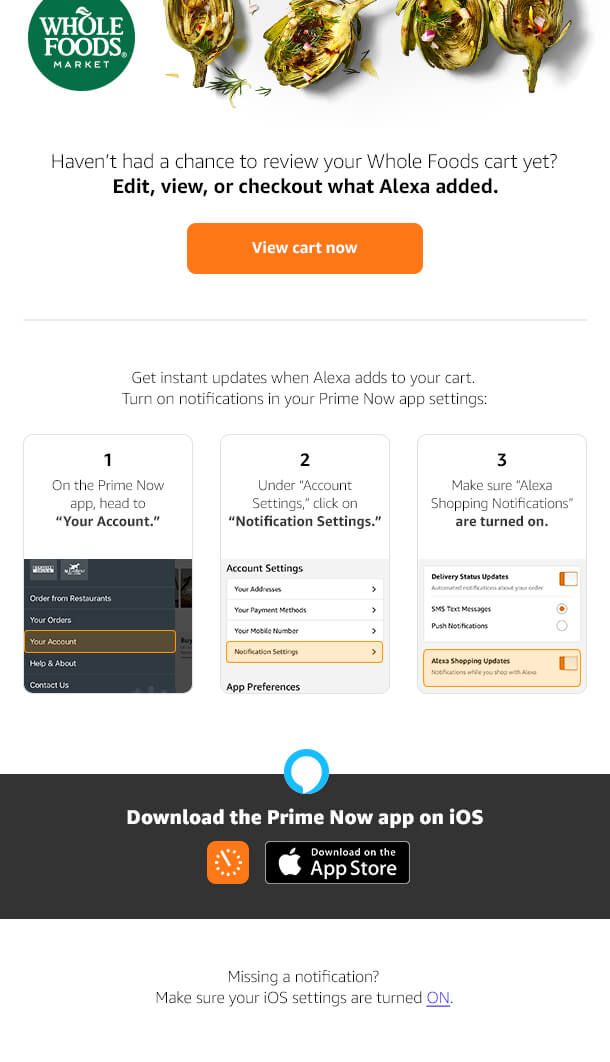 WHOLE
FOODS®
MARKET
Haven’t had a chance to review your Whole Foods cart yet?
Edit, view, or checkout what Alexa added.
View cart now
Get instant updates when Alexa adds to your cart.
Turn on notifications in your Prime Now app settings:
1
On the Prime Now
app, head to
“Your Account.”
Order from Restaurants
Your Orders
Your Account
Help & About
Contact Us
2
Under “Account
Settings,” click on
“Notification Settings.”
Account Settings
Your Addresses
Your Payment Methods
Your Mobile Number
Notification Settings
App Preferences
3
Make sure “Alexa
Shopping Notifications”
are turned on.
Delivery Status Updates
Automated notifications about your order
SMS Text Messages
Push Notifications
Alexa Shopping Updates
Notifications while you shop with Alexa
Download the Prime Now app on iOS
Download on the
App Store
Missing a notification?
Make sure your iOS settings are turned ON.